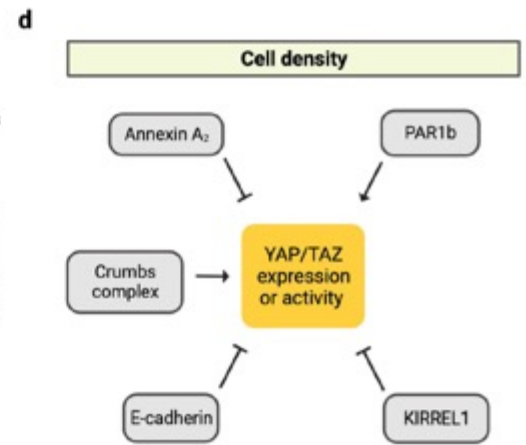 d
Cell density
Annexin A₂
PAR1b
YAP/TAZ
expression
or activity
Crumbs
complex
E-cadherin
KIRREL1